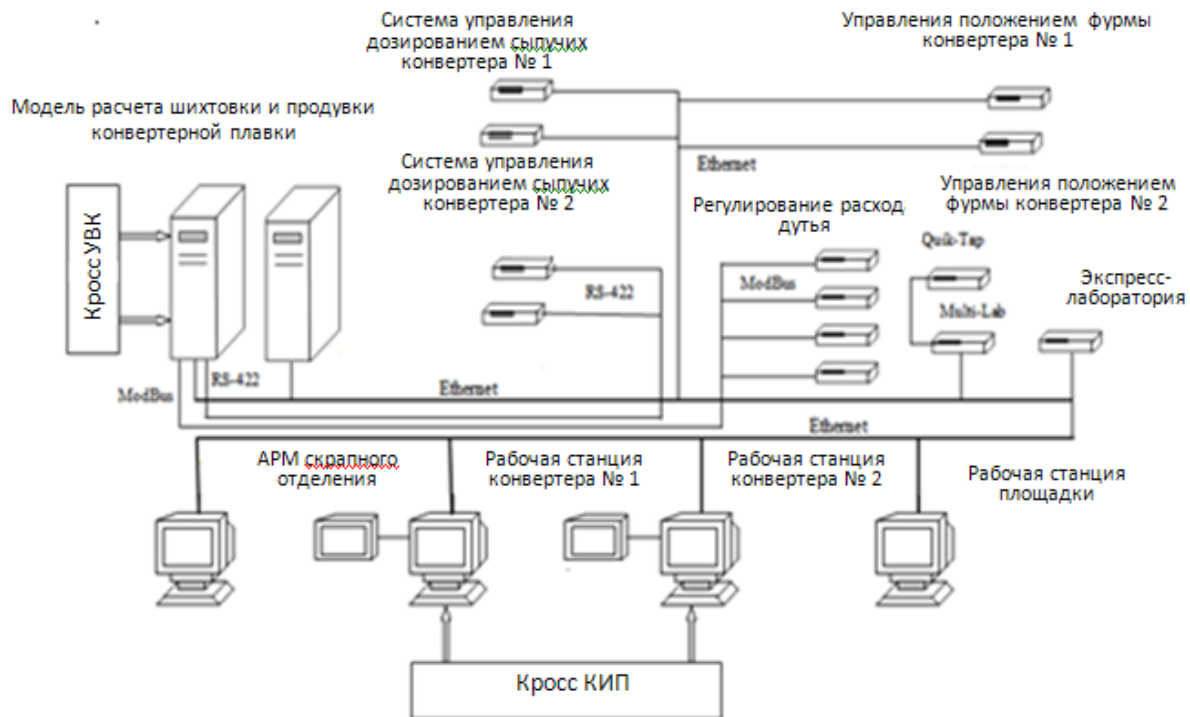 Система управления
дозированием сыпучих
конвертера № 1
Управления положением фурмы
конвертера № 1
Модель расчета шихтовки и продувки
конвертерной плавки
Система управления
дозированием сыпучих
конвертера № 2
Ethernet
Управления положением
фурмы конвертера № 2
Регулирование расхода
дутья
Quik-Tap
Кросс УВК
RS-422
ModBus
Multi-Lab
Экспресс-
лаборатория
RS-422
ModBus
Ethernet
Ethernet
АРМ скрапного
отделения
Рабочая станция
конвертера № 1
Рабочая станция
конвертера № 2
Рабочая станция
площадки
Кросс КИП